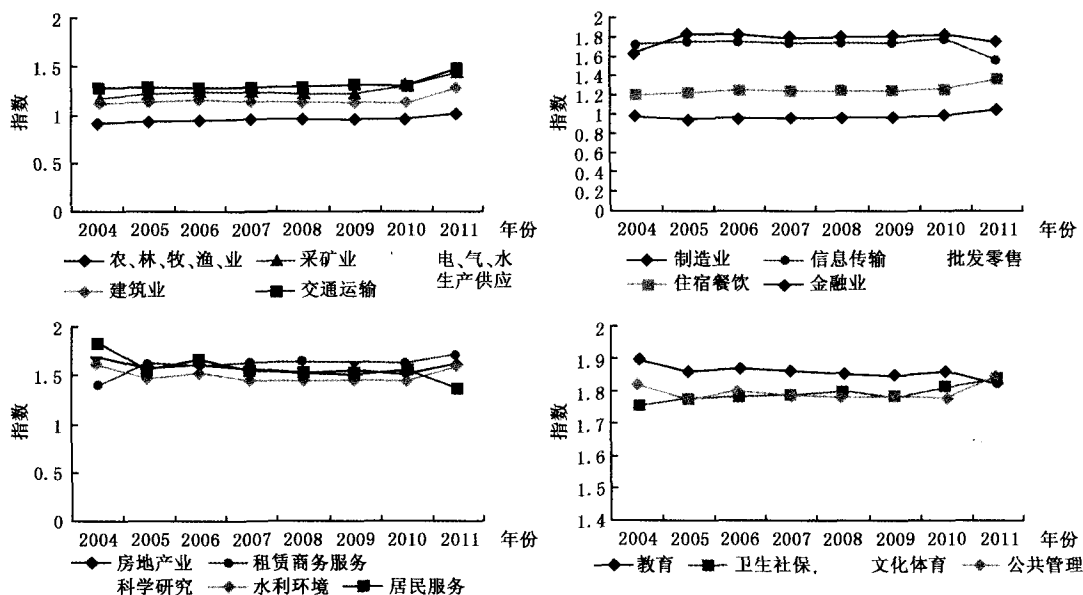 2
1.5
1
0.5
0
指数
2004 2005 2006 2007 2008 2009 2010 2011 年份
农、林、牧、渔、业 采矿业 电、气、水
建筑业 交通运输 生产供应
2
1.8
1.6
1.4
1.2
1
0.8
0.6
0.4
0.2
0
指数
2004 2005 2006 2007 2008 2009 2010 2011 年份
制造业 信息传输 批发零售
住宿餐饮 金融业
2
1.5
1
0.5
0
指数
2004 2005 2006 2007 2008 2009 2010 2011 年份
房地产业 租赁商务服务
科学研究 水利环境 居民服务
2
1.9
1.8
1.7
1.6
1.5
1.4
指数
2004 2005 2006 2007 2008 2009 2010 2011 年份
教育 卫生社保. 文化体育 公共管理